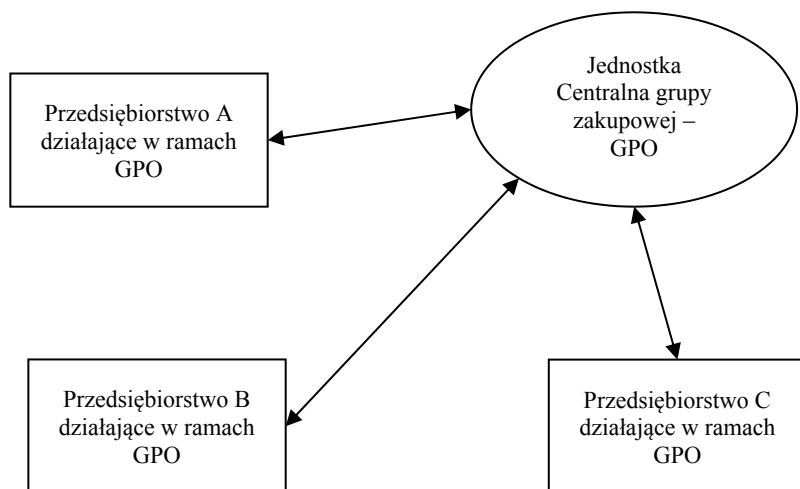 Jednostka
Centralna grupy
zakupowej –
GPO
Przedsiębiorstwo A
działające w ramach
GPO
Przedsiębiorstwo B
działające w ramach
GPO
Przedsiębiorstwo C
działające w ramach
GPO